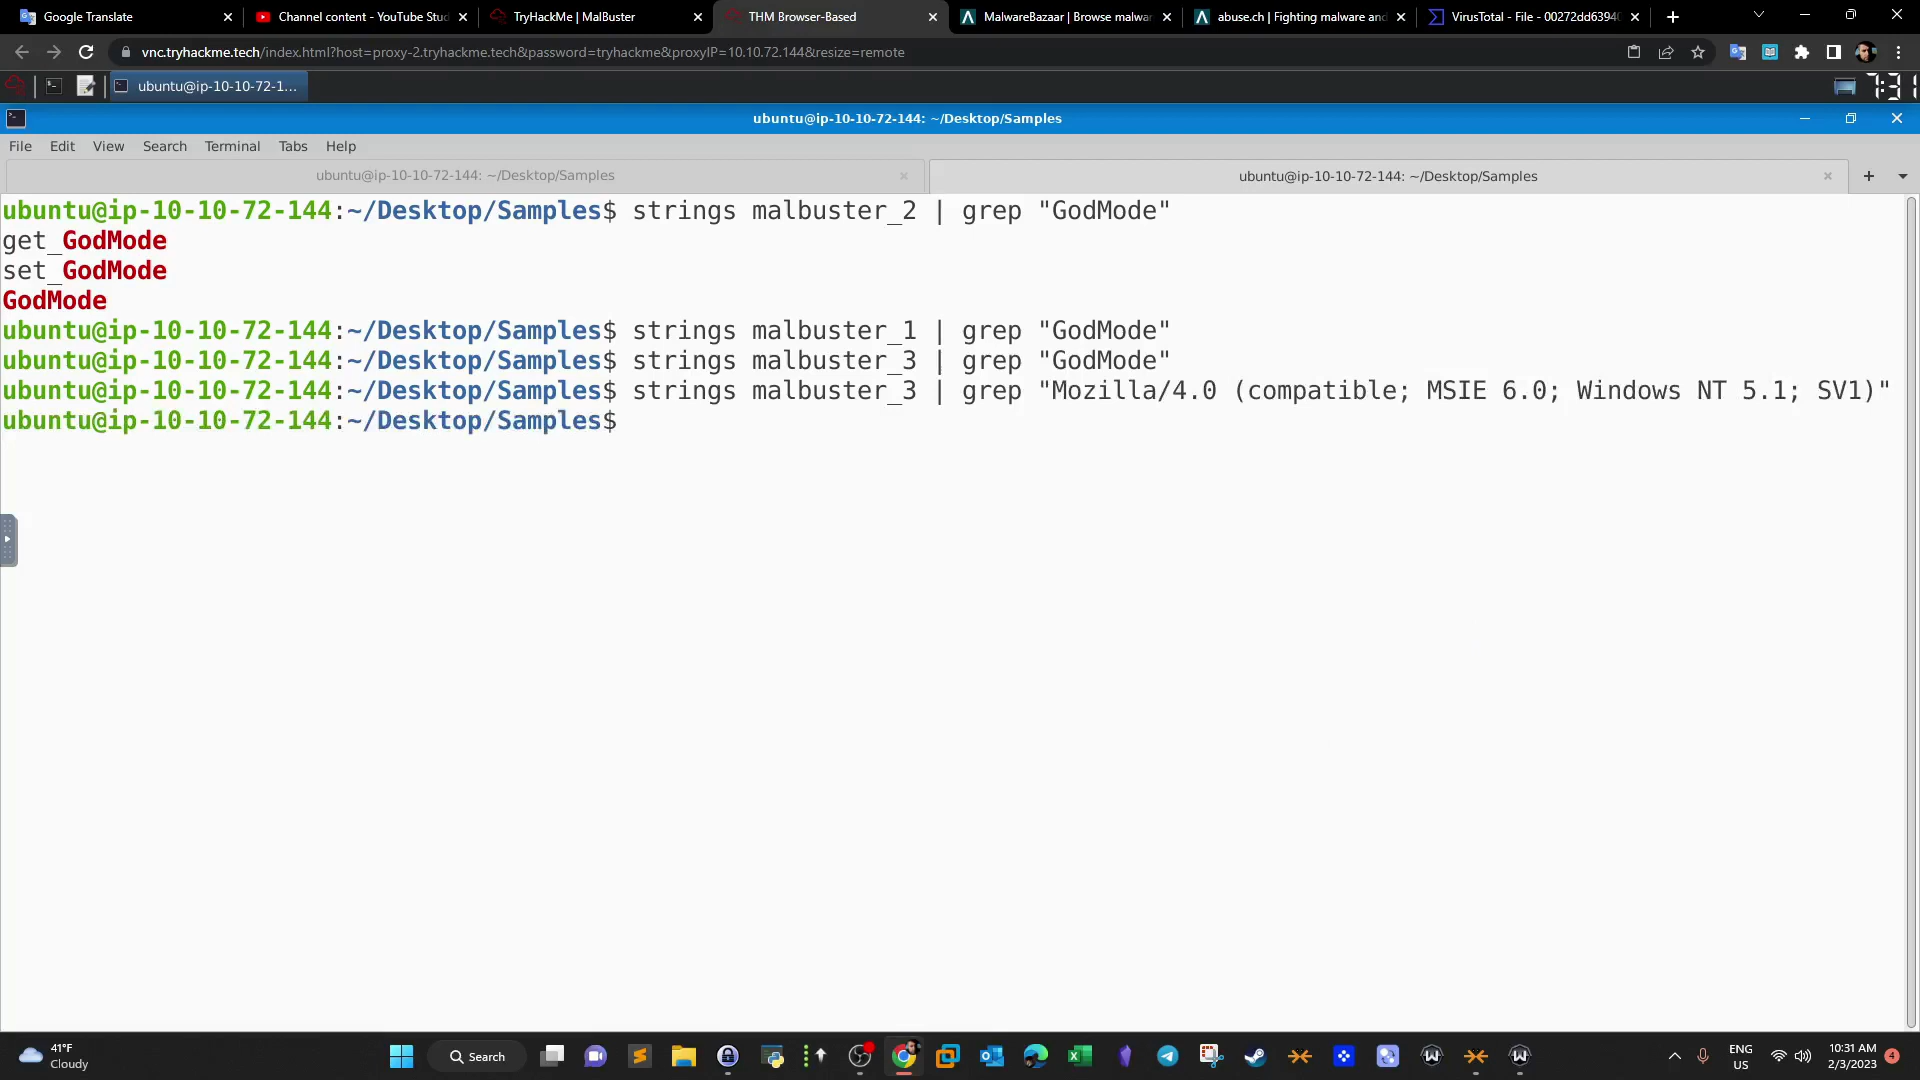 Google Translate
Channel content - YouTube Stud
TryHackMe | MalBuster
THM Browser-Based
MalwareBazaar | Browse malwar
abuse.ch | Fighting malware and
VirusTotal - File - 00272dd63940
vnc.tryhackme.tech/index.html?host=proxy-2.tryhackme.tech&password=tryhackme&proxyIP=10.10.72.144&resize=remote
ubuntu@ip-10-10-72-1...
7:31
ubuntu@ip-10-10-72-144: ~/Desktop/Samples
File Edit View Search Terminal Tabs Help
ubuntu@ip-10-10-72-144: ~/Desktop/Samples
ubuntu@ip-10-10-72-144: ~/Desktop/Samples
ubuntu@ip-10-10-72-144:~/Desktop/Samples$ strings malbuster_2 | grep "GodMode"
get_GodMode
set_GodMode
GodMode
ubuntu@ip-10-10-72-144:~/Desktop/Samples$ strings malbuster_1 | grep "GodMode"
ubuntu@ip-10-10-72-144:~/Desktop/Samples$ strings malbuster_3 | grep "GodMode"
ubuntu@ip-10-10-72-144:~/Desktop/Samples$ strings malbuster_3 | grep "Mozilla/4.0 (compatible; MSIE 6.0; Windows NT 5.1; SV1)"
ubuntu@ip-10-10-72-144:~/Desktop/Samples$
41°F
Cloudy
Search
ENG
US
10:31 AM
2/3/2023
4